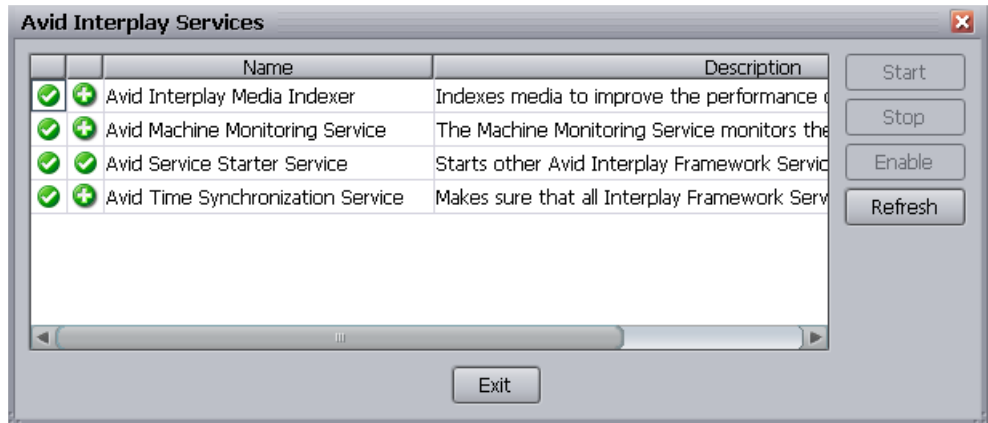 Avid Interplay Services
Name Description
Avid Interplay Media Indexer Indexes media to improve the performance
Avid Machine Monitoring Service The Machine Monitoring Service monitors the
Avid Service Starter Service Starts other Avid Interplay Framework Servic
Avid Time Synchronization Service Makes sure that all Interplay Framework Serv
Start
Stop
Enable
Refresh
Exit